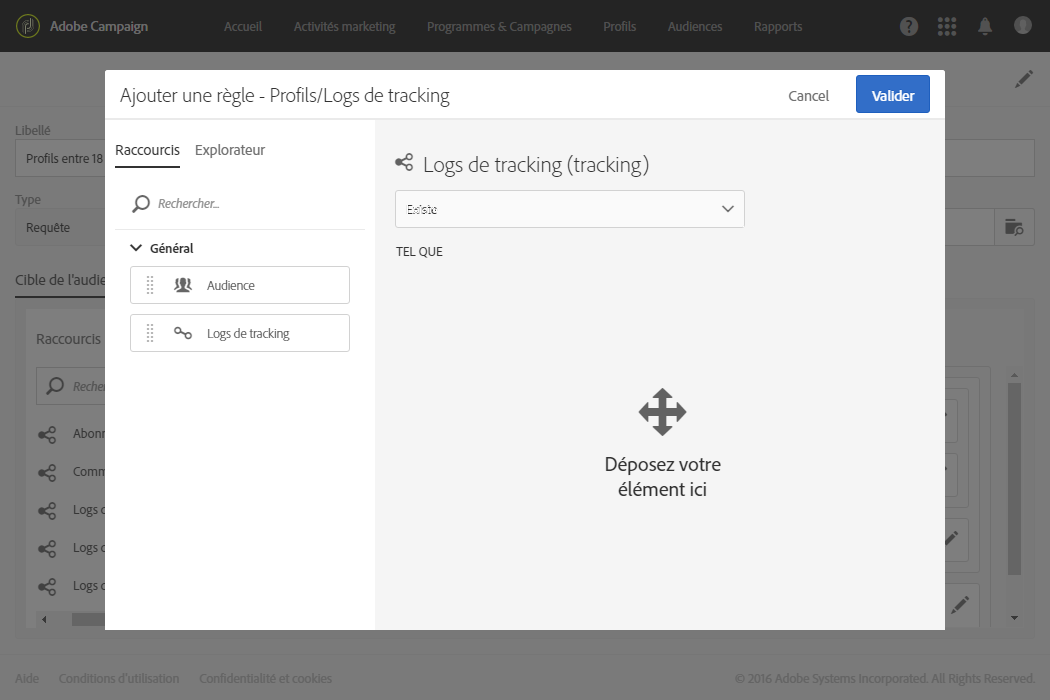 Adobe Campaign
Accueil
Activités marketing
Programmes & Campagnes
Profils
Audiences
Rapports
?
Ajouter une règle - Profils/Logs de tracking
Cancel
Valider
Libellé
Profils entre 18
Type
Requête
Cible de l'audie
Raccourcis
Recher
Abonn
Comm
Logs d
Logs d
Logs d
Raccourcis
Explorateur
Rechercher...
Général
Audience
Logs de tracking
Logs de tracking (tracking)
Existe
TEL QUE
Déposez votre
élément ici
Aide
Conditions d'utilisation
Confidentialité et cookies
© 2016 Adobe Systems Incorporated. All Rights Reserved.